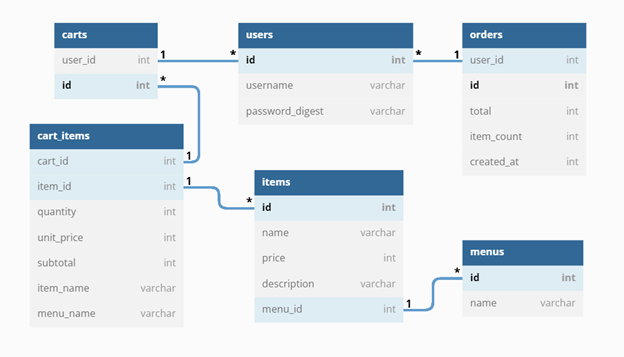 carts
user_id int
id int
users
id int
username varchar
password_digest varchar
orders
user_id int
id int
total int
item_count int
created_at int
cart_items
cart_id int
item_id int
quantity int
unit_price int
subtotal int
item_name varchar
menu_name varchar
items
id int
name varchar
price int
description varchar
menu_id int
menus
id int
name varchar
1
*
*
1
*
1
1
*
1
*